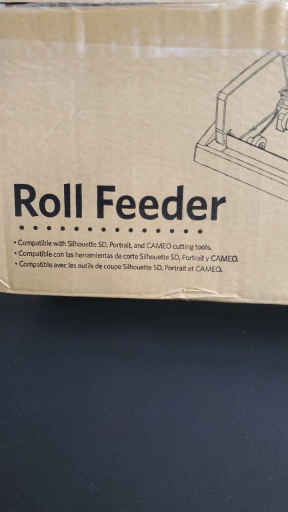 Roll Feeder
• Compatible with Silhouette SD, Portrait, and CAMEO cutting tools.
• Compatible con las herramientas de corte Silhouette SD, Portrait y CAMEO.
• Compatible avec les outils de coupe Silhouette SD, Portrait et CAMEO.